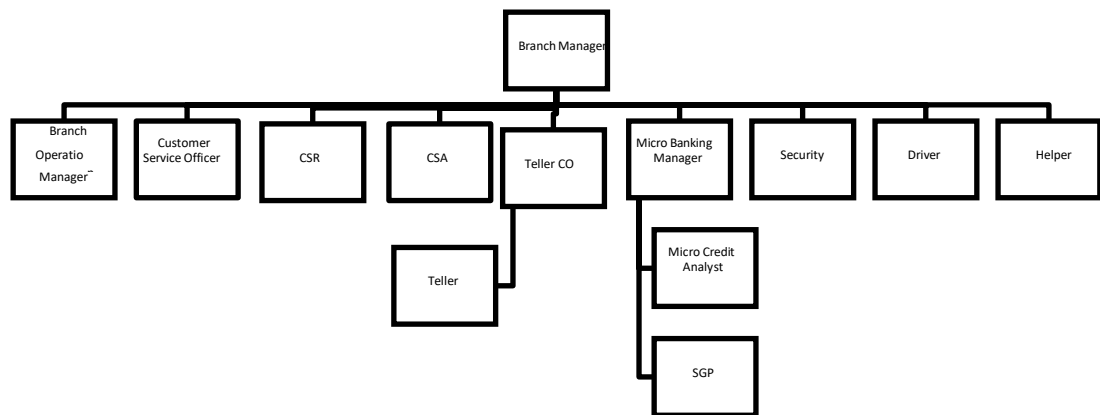 Branch Manager
Branch
Operatio
Manager
Customer
Service Officer
CSR
CSA
Teller CO
Micro Banking
Manager
Security
Driver
Helper
Teller
Micro Credit
Analyst
SGP